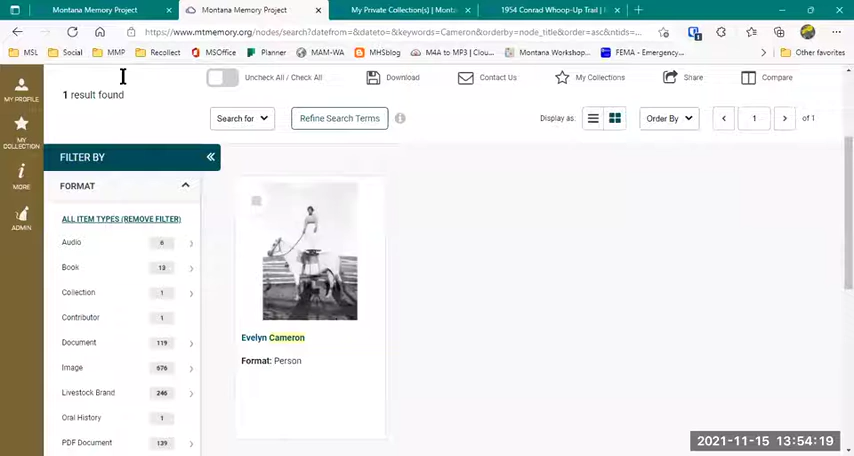 Montana Memory Project
Montana Memory Project
My Private Collection(s) | Monta
1954 Conrad Whoop-Up Trail |
https://www.mtmemory.org/nodes/search?datefrom=&dateto=&keywords=Cameron&orderby=node_title&order=asc&ntids=...
MSL
Social
MMP
Recollect
MSOffice
Planner
MAM-WA
MHSblog
M4A to MP3 | Clou...
Montana Workshop...
FEMA - Emergency...
Other favorites
MY PROFILE
MY COLLECTION
MORE
ADMIN
1 result found
Uncheck All / Check All
Download
Contact Us
My Collections
Share
Compare
Search for
Refine Search Terms
Display as:
Order By
1
of 1
FILTER BY
FORMAT
ALL ITEM TYPES (REMOVE FILTER)
Audio 6
Book 13
Collection 1
Contributor 1
Document 119
Image 676
Livestock Brand 246
Oral History 1
PDF Document 139
Evelyn Cameron
Format: Person
2021-11-15 13:54:19